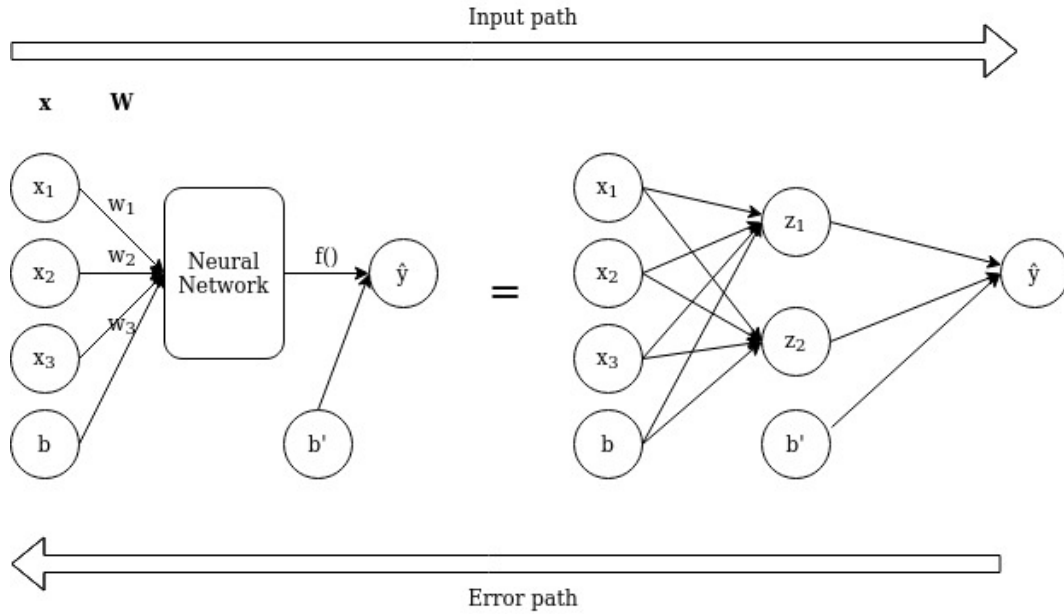 Input path
x W
x₁
w₁
x₂
w₂
x₃
w₃
b
Neural
Network
f()
ŷ
b'
=
x₁
x₂
x₃
b
z₁
z₂
b'
ŷ
Error path